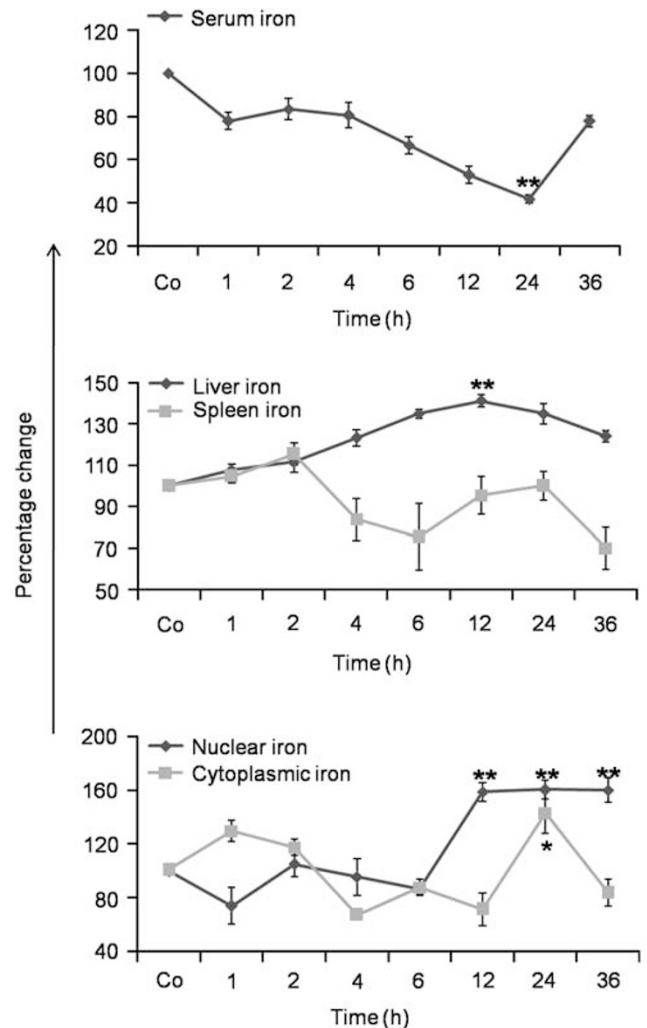 Serum iron
120
100
80
60
40
20
**
Co 1 2 4 6 12 24 36
Time (h)
Percentage change
Liver iron
Spleen iron
150
130
110
90
70
50
**
Co 1 2 4 6 12 24 36
Time (h)
Nuclear iron
Cytoplasmic iron
200
160
120
80
40
** ** **
*
Co 1 2 4 6 12 24 36
Time (h)